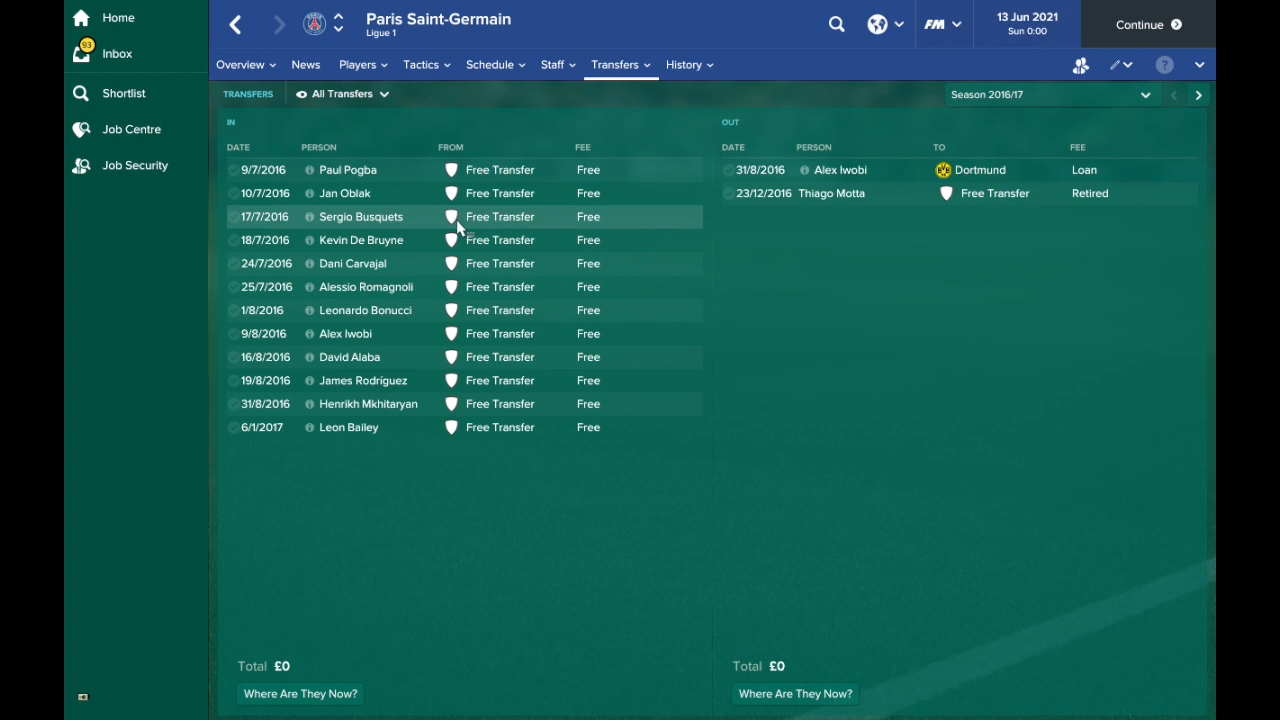 Home
93
Inbox
Shortlist
Job Centre
Job Security
Paris Saint-Germain
Ligue 1
FM
13 Jun 2021
Sun 0:00
Continue
Overview News Players Tactics Schedule Staff Transfers History
?
TRANSFERS All Transfers Season 2016/17
IN
DATE PERSON FROM FEE
9/7/2016 Paul Pogba Free Transfer Free
10/7/2016 Jan Oblak Free Transfer Free
17/7/2016 Sergio Busquets Free Transfer Free
18/7/2016 Kevin De Bruyne Free Transfer Free
24/7/2016 Dani Carvajal Free Transfer Free
25/7/2016 Alessio Romagnoli Free Transfer Free
1/8/2016 Leonardo Bonucci Free Transfer Free
9/8/2016 Alex Iwobi Free Transfer Free
16/8/2016 David Alaba Free Transfer Free
19/8/2016 James Rodríguez Free Transfer Free
31/8/2016 Henrikh Mkhitaryan Free Transfer Free
6/1/2017 Leon Bailey Free Transfer Free
Total £0
Where Are They Now?
OUT
DATE PERSON TO FEE
31/8/2016 Alex Iwobi Dortmund Loan
23/12/2016 Thiago Motta Free Transfer Retired
Total £0
Where Are They Now?